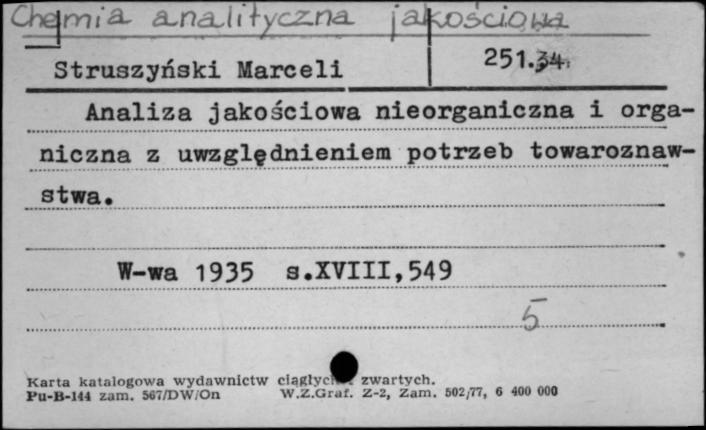 Chemia analityczna jakościowa
Struszyński Marceli 251.34.
Analiza jakościowa nieorganiczna i orga-
niczna z uwzględnieniem potrzeb towaroznaw-
stwa.
W-wa 1935 s.XVIII,549
5
Karta katalogowa wydawnictw zwartych.
Pu-B-144 zam. 567/DW/On W.Z.Graf. Z-2, Zam. 502/77, 6 400 000